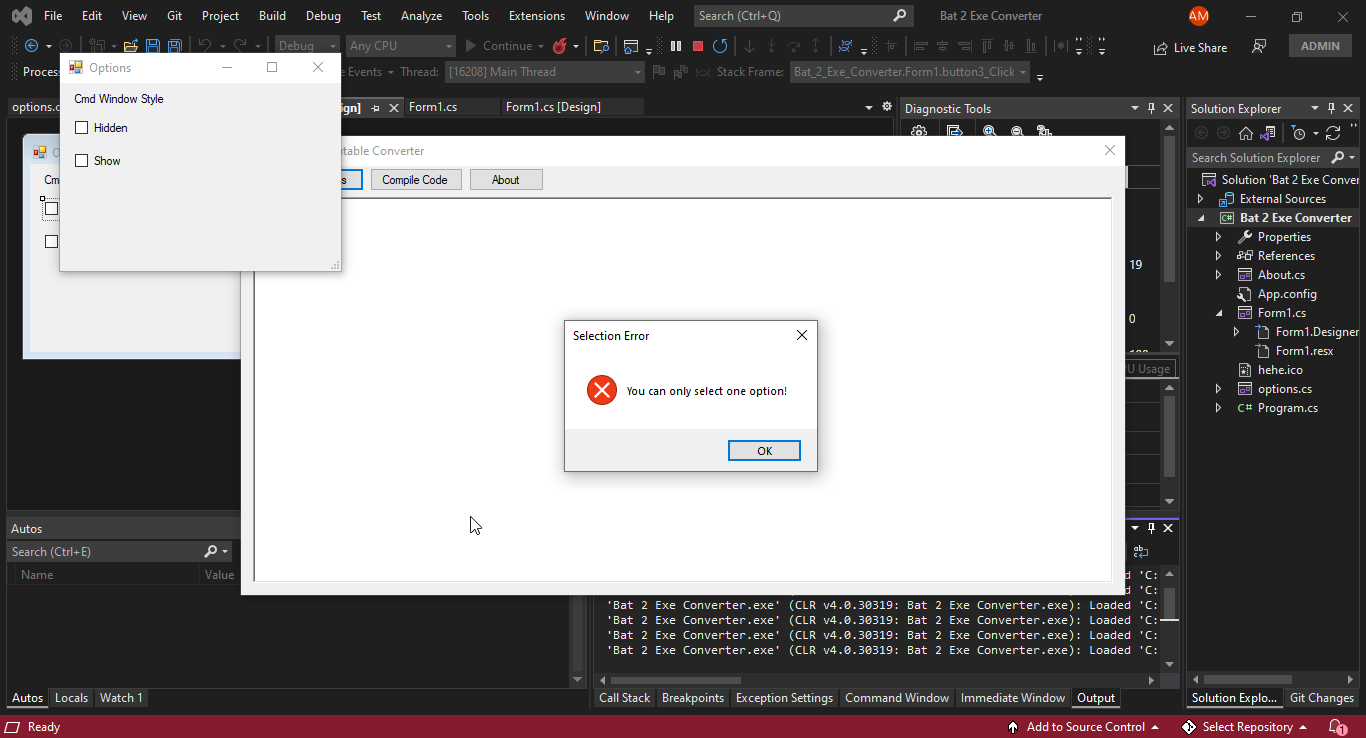 File Edit View Git Project Build Debug Test Analyze Tools Extensions Window Help Search (Ctrl+Q) Bat 2 Exe Converter AM
Debug Any CPU Continue Live Share ADMIN
Process Events Thread: [16208] Main Thread Stack Frame: Bat_2_Exe_Converter.Form1.button3_Click
options.c ign] Form1.cs Form1.cs [Design]
Options
Cmd Window Style
Hidden
Show
Cm
table Converter
s Compile Code About
Selection Error
You can only select one option!
OK
Diagnostic Tools
19
0
U Usage
Solution Explorer
Search Solution Explorer
Solution 'Bat 2 Exe Conver
External Sources
Bat 2 Exe Converter
Properties
References
About.cs
App.config
Form1.cs
Form1.Designer
Form1.resx
hehe.ico
options.cs
C# Program.cs
Autos
Search (Ctrl+E)
Name Value
Autos Locals Watch 1
d 'C:
d 'C:
'Bat 2 Exe Converter.exe' (CLR v4.0.30319: Bat 2 Exe Converter.exe): Loaded 'C:
'Bat 2 Exe Converter.exe' (CLR v4.0.30319: Bat 2 Exe Converter.exe): Loaded 'C:
'Bat 2 Exe Converter.exe' (CLR v4.0.30319: Bat 2 Exe Converter.exe): Loaded 'C:
'Bat 2 Exe Converter.exe' (CLR v4.0.30319: Bat 2 Exe Converter.exe): Loaded 'C:
Call Stack Breakpoints Exception Settings Command Window Immediate Window Output
Solution Explo... Git Changes
Ready Add to Source Control Select Repository 1